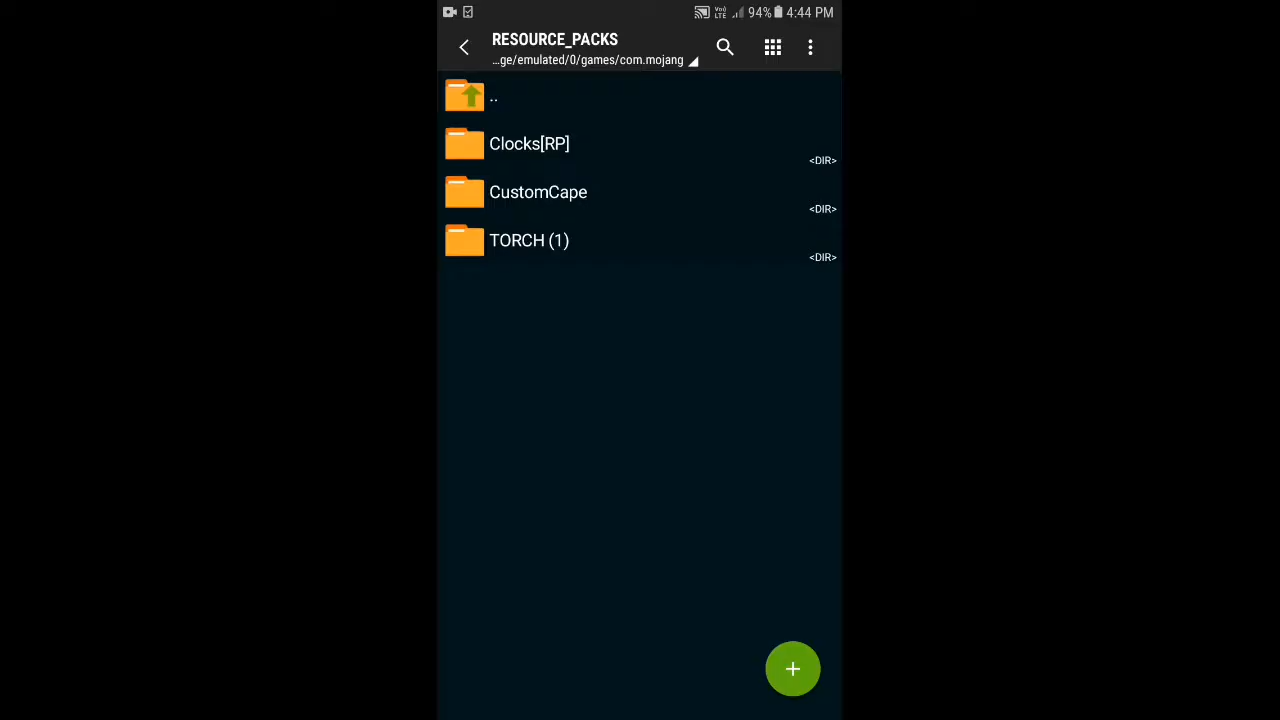 94% 4:44 PM
RESOURCE_PACKS
…ge/emulated/0/games/com.mojang
..
Clocks[RP]
<DIR>
CustomCape
<DIR>
TORCH (1)
<DIR>